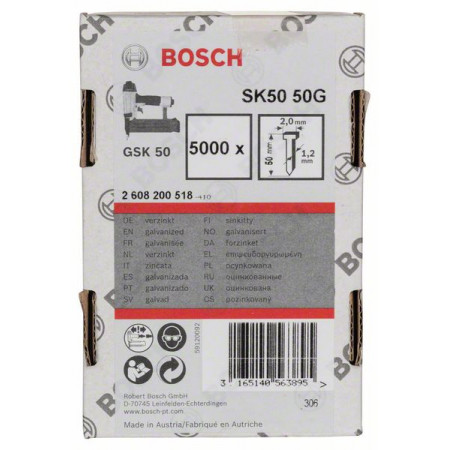 BOSCH
SK50 50G
GSK 50
5000 x
2,0 mm
50 mm
1,2 mm
2 608 200 518
DE verzinkt
EN galvanized
FR galvanisée
NL verzinkt
IT zincata
ES galvanizada
PT galvanizado
SV galvad
FI sinkitty
NO galvanisert
DA forzinket
EL επιψευδαργυρωμένη
PL ocynkowana
RU оцинкованные
UK оцинкована
CS pozinkovaný
3 165140 563895
Robert Bosch GmbH
D-70745 Leinfelden-Echterdingen
www.bosch-pt.com
306
Made in Austria/Fabriqué en Autriche
BOSCH
BOSCH